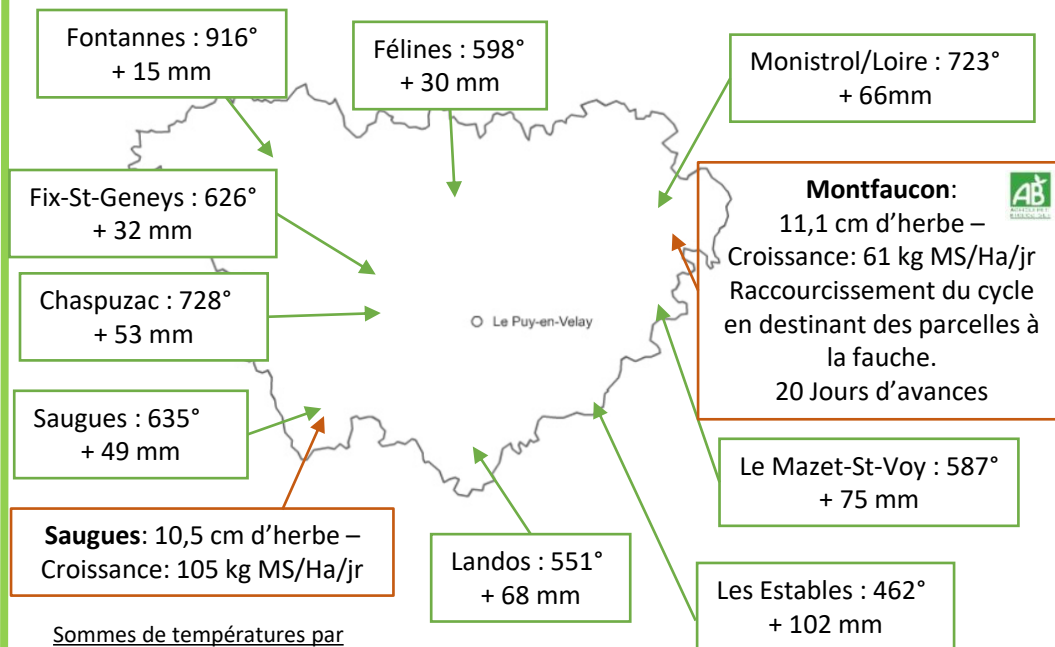 Fontannes : 916°
+ 15 mm
Félines : 598°
+ 30 mm
Monistrol/Loire : 723°
+ 66mm
Fix-St-Geneys : 626°
+ 32 mm
Montfaucon:
11,1 cm d’herbe –
Croissance: 61 kg MS/Ha/jr
Raccourcissement du cycle
en destinant des parcelles à
la fauche.
20 Jours d’avances
AB
Chaspuzac : 728°
+ 53 mm
Le Puy-en-Velay
Saugues : 635°
+ 49 mm
Le Mazet-St-Voy : 587°
+ 75 mm
Saugues: 10,5 cm d’herbe –
Croissance: 105 kg MS/Ha/jr
Landos : 551°
+ 68 mm
Les Estables : 462°
+ 102 mm
Sommes de températures par